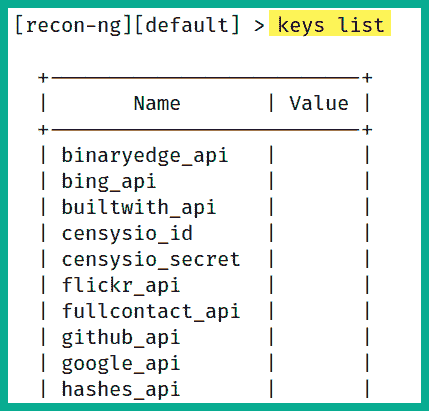 [recon-ng][default] > keys list
+---------------------------+
| Name | Value |
+---------------------------+
| binaryedge_api | |
| bing_api | |
| builtwith_api | |
| censysio_id | |
| censysio_secret | |
| flickr_api | |
| fullcontact_api | |
| github_api | |
| google_api | |
| hashes_api | |